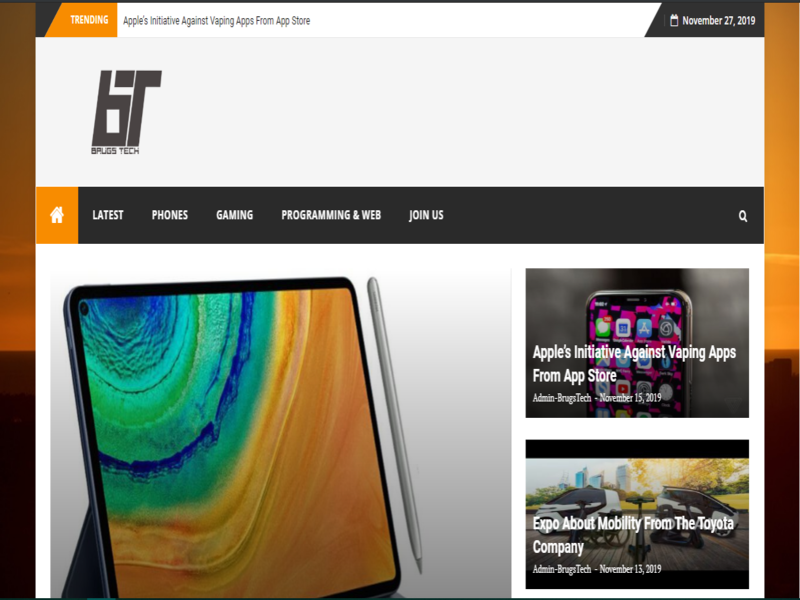 TRENDING
Apple's Initiative Against Vaping Apps From App Store
November 27, 2019
bT
BRUGS TECH
LATEST
PHONES
GAMING
PROGRAMMING & WEB
JOIN US
Apple's Initiative Against Vaping Apps
From App Store
Admin-BrugsTech - November 15, 2019
Expo About Mobility From The Toyota
Company
Admin-BrugsTech - November 13, 2019